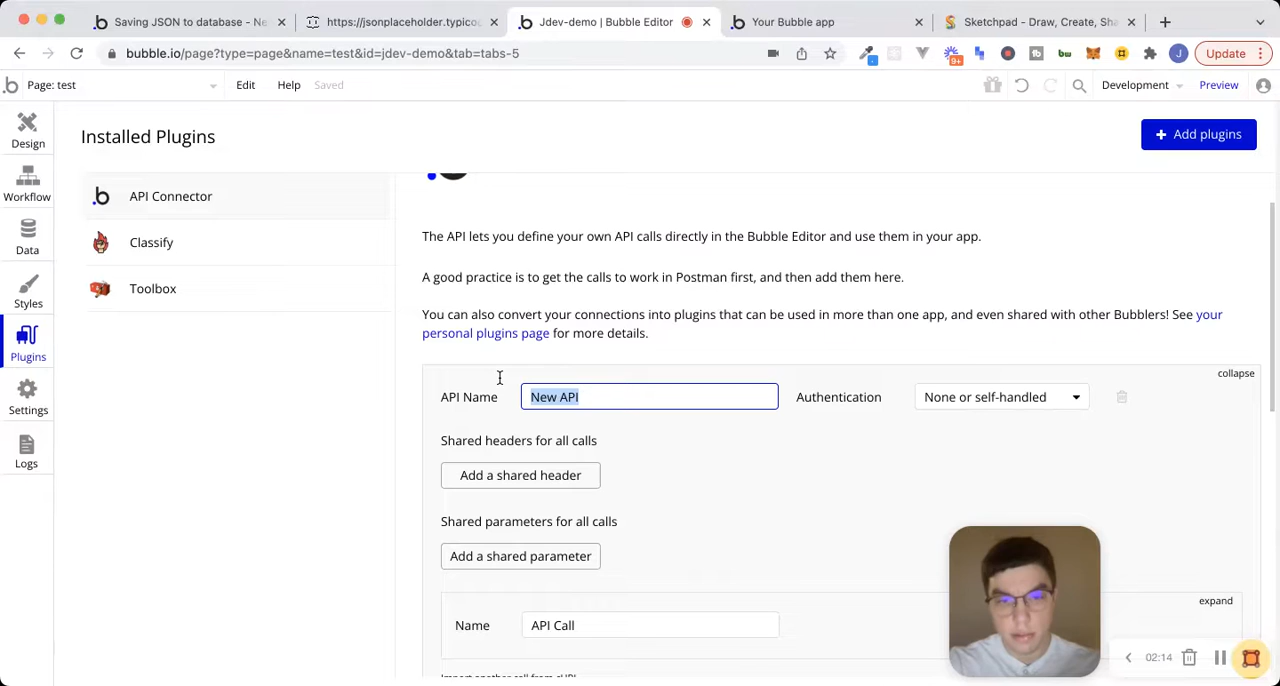 Saving JSON to database - Ne
https://jsonplaceholder.typico
Jdev-demo | Bubble Editor
Your Bubble app
Sketchpad - Draw, Create, Sha
bubble.io/page?type=page&name=test&id=jdev-demo&tab=tabs-5
9+
fb
J
Update
Page: test
Edit
Help
Saved
Development
Preview
Design
Workflow
Data
Styles
Plugins
Settings
Logs
Installed Plugins
Add plugins
API Connector
Classify
Toolbox
The API lets you define your own API calls directly in the Bubble Editor and use them in your app.
A good practice is to get the calls to work in Postman first, and then add them here.
You can also convert your connections into plugins that can be used in more than one app, and even shared with other Bubblers! See your
personal plugins page for more details.
collapse
API Name
New API
Authentication
None or self-handled
Shared headers for all calls
Add a shared header
Shared parameters for all calls
Add a shared parameter
expand
Name
API Call
Import another call from cURL
02:14